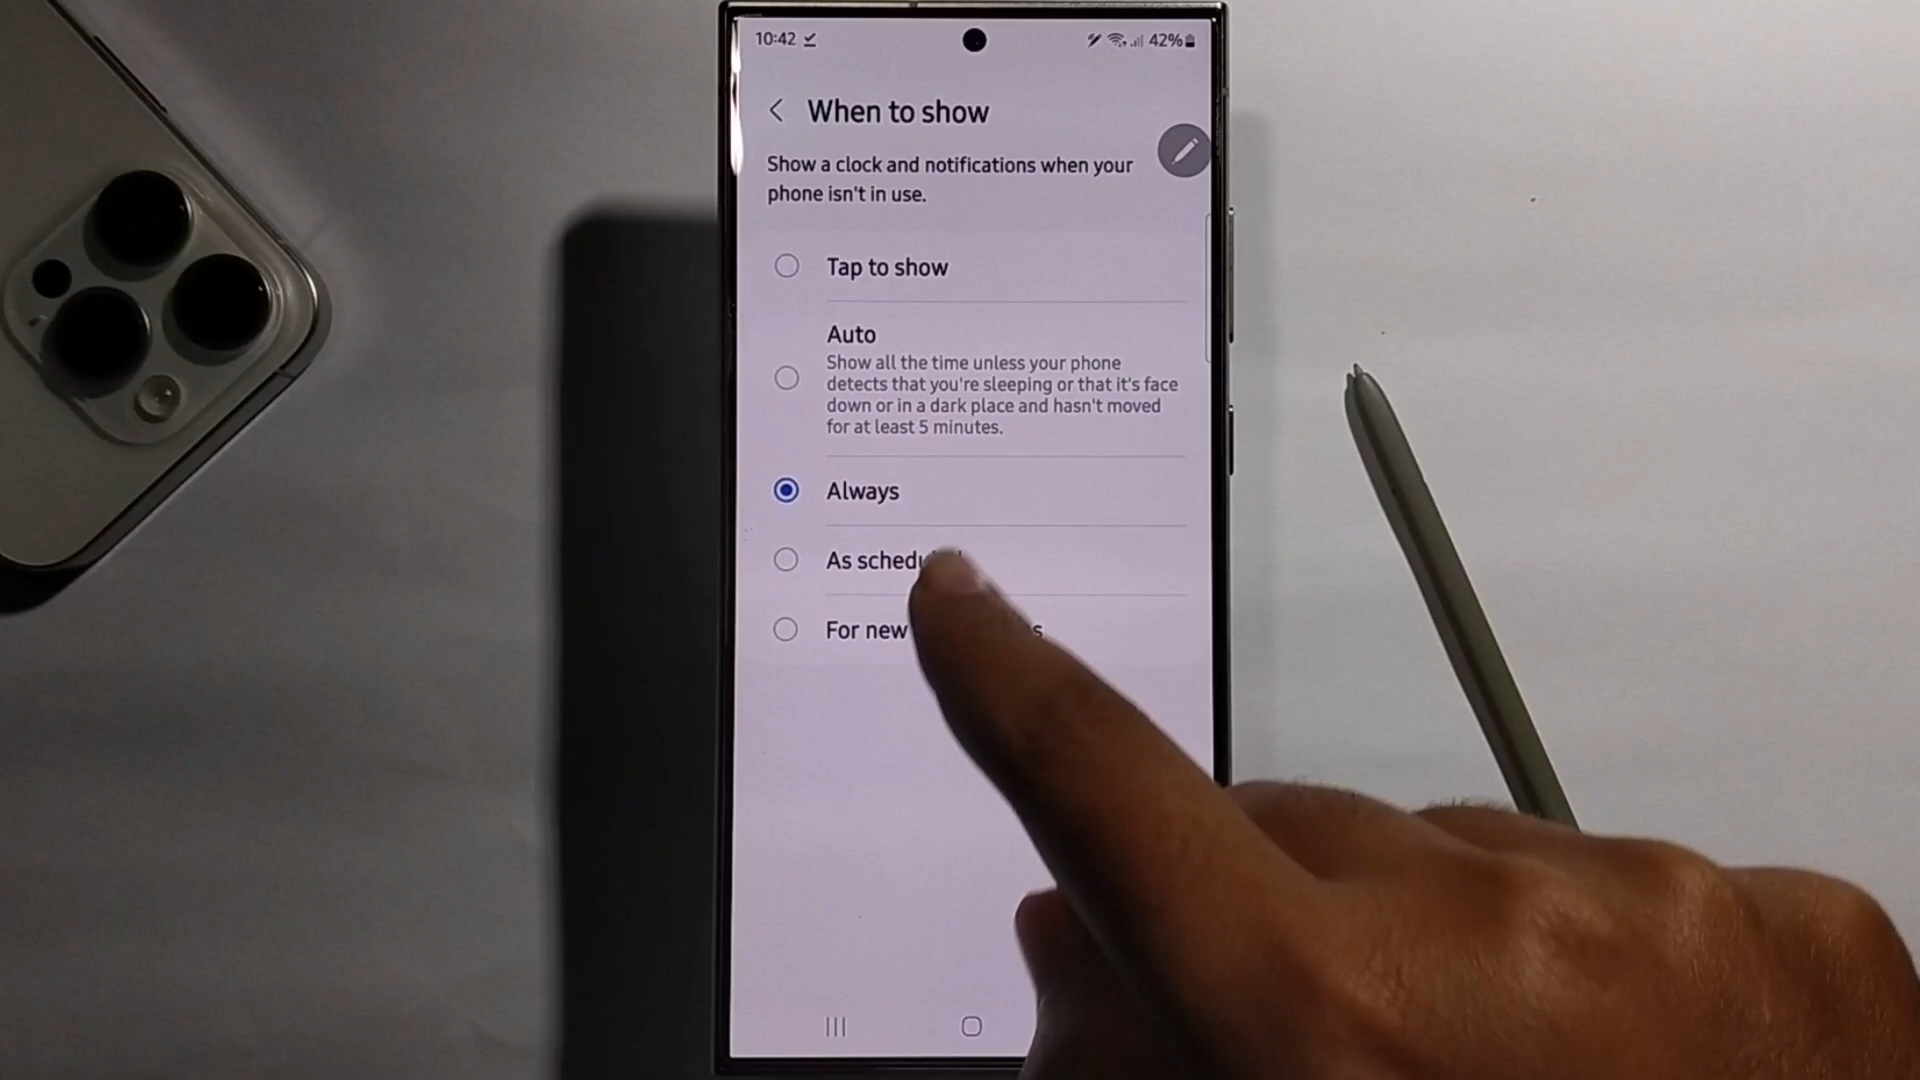 10:42
42%
When to show
Show a clock and notifications when your
phone isn't in use.
Tap to show
Auto
Show all the time unless your phone
detects that you're sleeping or that it's face
down or in a dark place and hasn't moved
for at least 5 minutes.
Always
As
For new